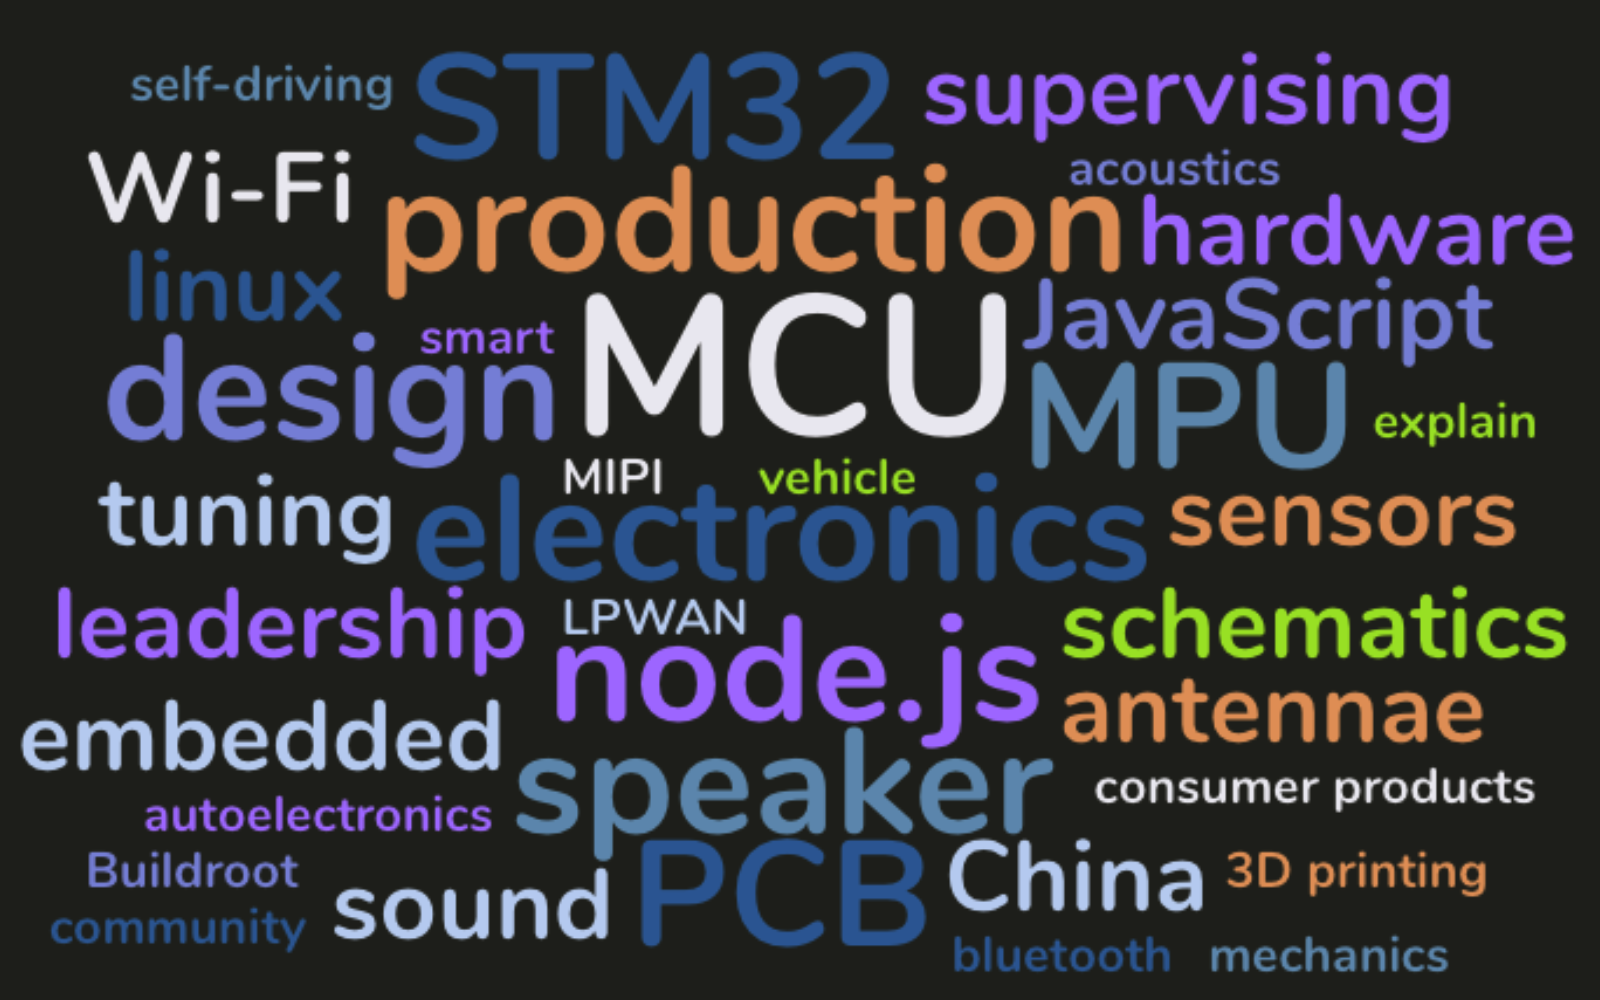 self-driving
STM32
supervising
Wi-Fi
acoustics
production
hardware
linux
JavaScript
smart
MCU
design
MPU
explain
MIPI
vehicle
tuning
electronics
sensors
leadership
LPWAN
schematics
node.js
antennae
embedded
speaker
consumer products
autoelectronics
Buildroot
PCB
China
3D printing
sound
community
bluetooth
mechanics